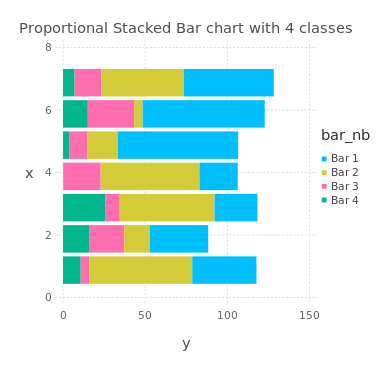 Proportional Stacked Bar chart with 4 classes
8
6
4
2
0
x
0 50 100 150
y
bar_nb
Bar 1
Bar 2
Bar 3
Bar 4